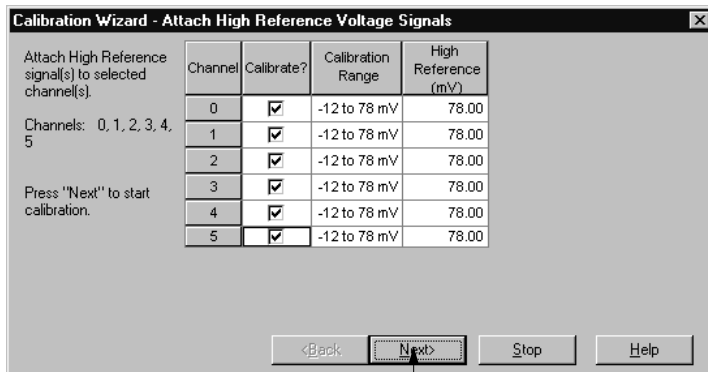 Calibration Wizard - Attach High Reference Voltage Signals
Attach High Reference
signal(s) to selected
channel(s).
Channels: 0, 1, 2, 3, 4,
5
Press "Next" to start
calibration.
Channel Calibrate? Calibration Range High Reference (mV)
0 -12 to 78 mV 78.00
1 -12 to 78 mV 78.00
2 -12 to 78 mV 78.00
3 -12 to 78 mV 78.00
4 -12 to 78 mV 78.00
5 -12 to 78 mV 78.00
<Back Next> Stop Help